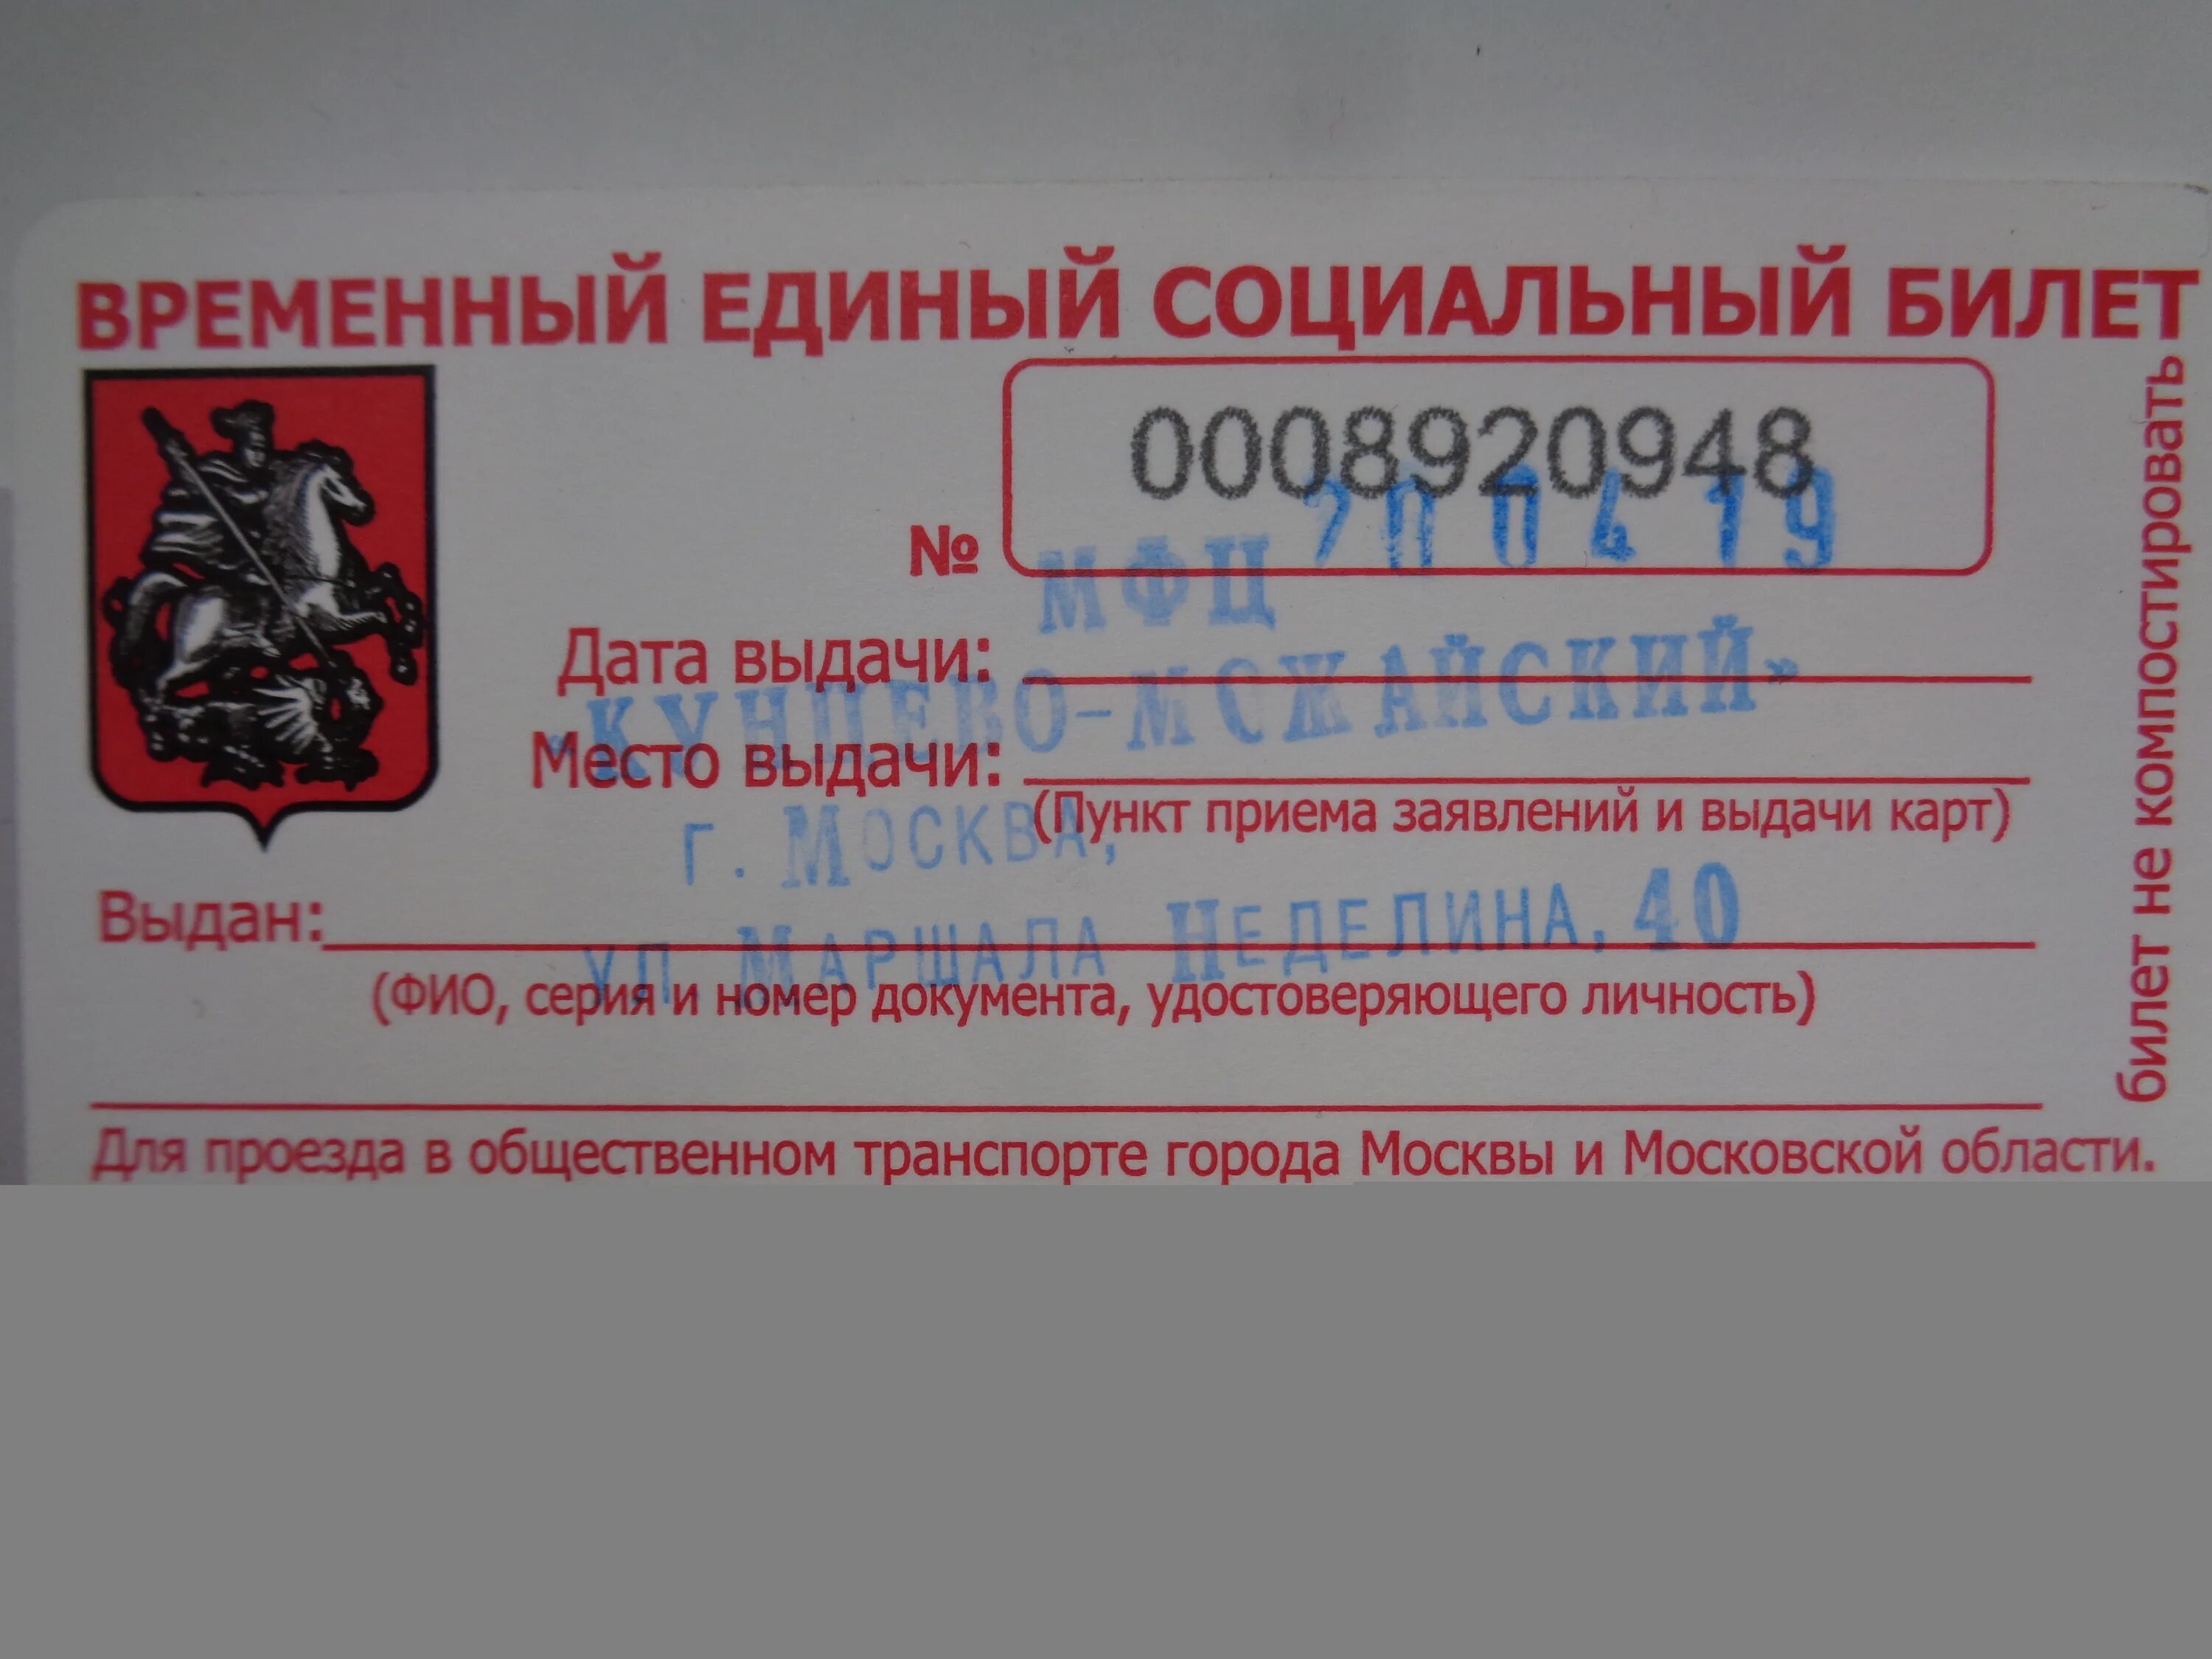 ВРЕМЕННЫЙ ЕДИНЫЙ СОЦИАЛЬНЫЙ БИЛЕТ
0008920948
№
20 04 19
МФЦ
Дата выдачи:
«КУНЦЕВО-МОЖАЙСКИЙ»
Место выдачи:
(Пункт приема заявлений и выдачи карт)
г. МОСКВА,
Выдан:
УЛ. МАРШАЛА НЕДЕЛИНА, 40
(ФИО, серия и номер документа, удостоверяющего личность)
Для проезда в общественном транспорте города Москвы и Московской области.
билет не компостировать